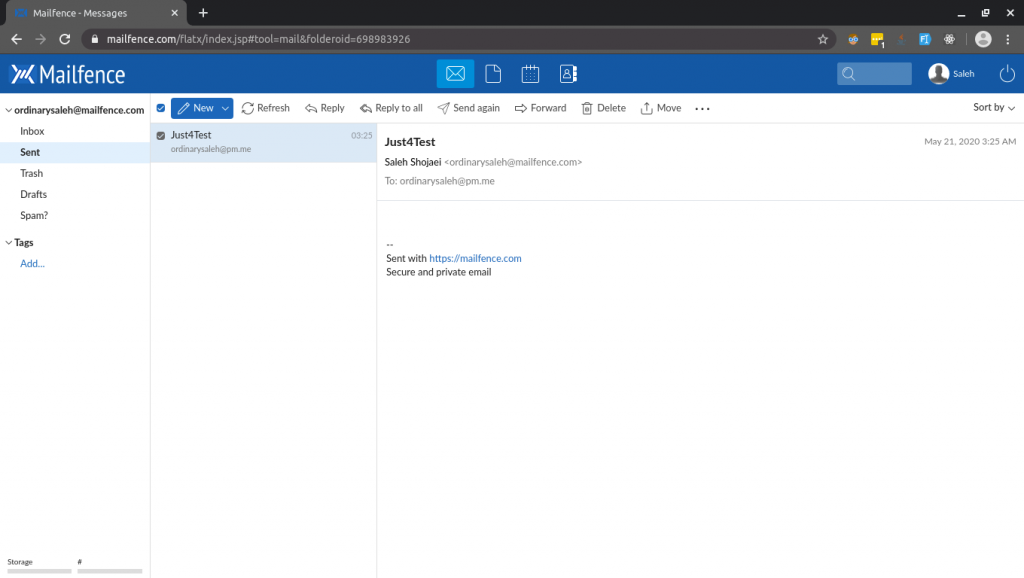 Mailfence - Messages
mailfence.com/flatx/index.jsp#tool=mail&folderoid=698983926
1
Mailfence
Saleh
ordinarysaleh@mailfence.com
Inbox
Sent
Trash
Drafts
Spam?
Tags
Add...
Storage #
New Refresh Reply Reply to all Send again Forward Delete Move ... Sort by
Just4Test 03:25
ordinarysaleh@pm.me
Just4Test May 21, 2020 3:25 AM
Saleh Shojaei <ordinarysaleh@mailfence.com>
To: ordinarysaleh@pm.me
--
Sent with https://mailfence.com
Secure and private email